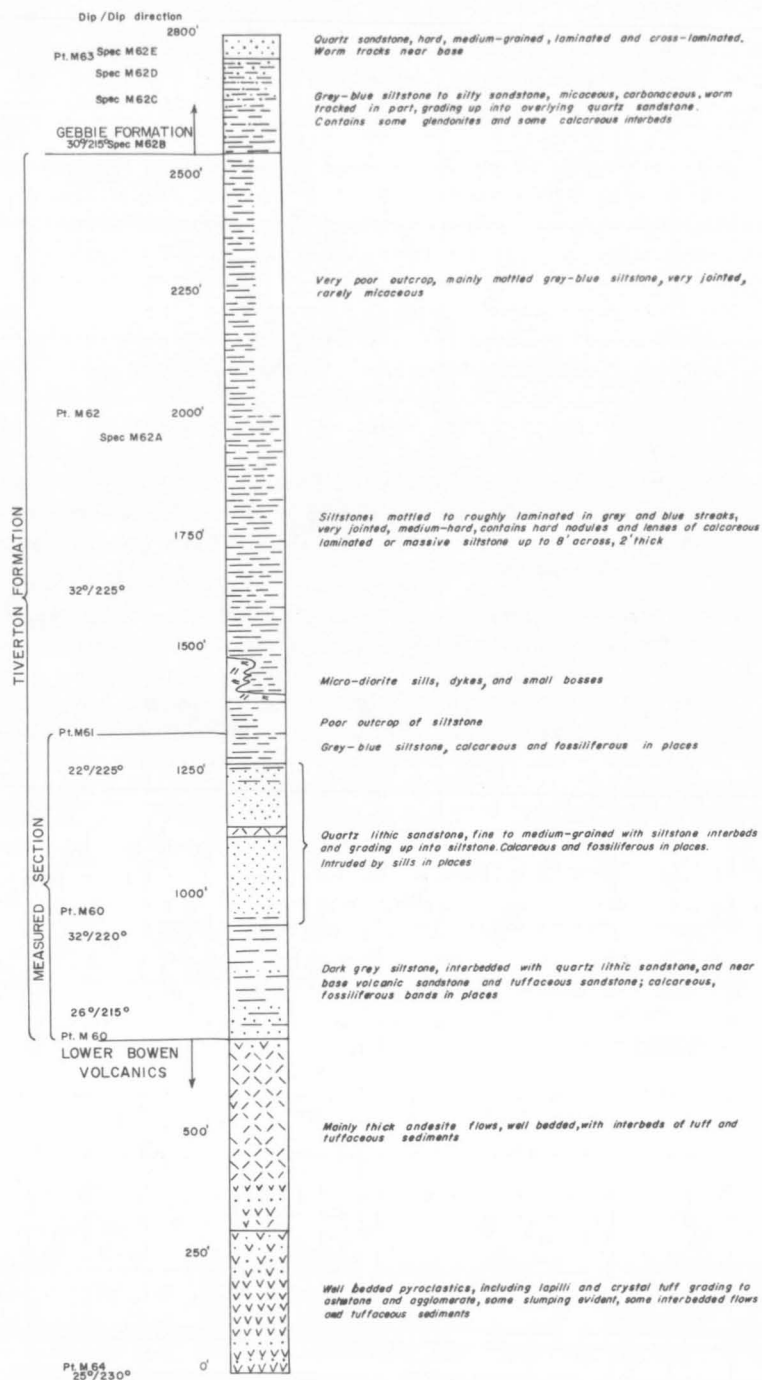 Dip / Dip direction
2800'
Quartz sandstone, hard, medium-grained, laminated and cross-laminated.
Worm tracks near base
Pt. M63 Spec M62E
Spec M62D
Spec M62C
Grey-blue siltstone to silty sandstone, micaceous, carbonaceous, worm
tracked in part, grading up into overlying quartz sandstone.
Contains some glendonites and some calcareous interbeds
GEBBIE FORMATION
30°/215° Spec M62B
2500'
2250'
Very poor outcrop, mainly mottled grey-blue siltstone, very jointed,
rarely micaceous
Pt. M62
2000'
Spec M62A
TIVERTON FORMATION
1750'
Siltstone; mottled to roughly laminated in grey and blue streaks,
very jointed, medium-hard, contains hard nodules and lenses of calcareous
laminated or massive siltstone up to 8' across, 2' thick
32°/225°
1500'
Micro-diorite sills, dykes, and small bosses
Poor outcrop of siltstone
Pt. M61
Grey-blue siltstone, calcareous and fossiliferous in places
22°/225°
1250'
MEASURED SECTION
Quartz lithic sandstone, fine to medium-grained with siltstone interbeds
and grading up into siltstone. Calcareous and fossiliferous in places.
Intruded by sills in places
1000'
Pt. M60
32°/220°
Dark grey siltstone, interbedded with quartz lithic sandstone, and near
base volcanic sandstone and tuffaceous sandstone; calcareous,
fossiliferous bands in places
26°/215°
Pt. M60
LOWER BOWEN
VOLCANICS
500'
Mainly thick andesite flows, well bedded, with interbeds of tuff and
tuffaceous sediments
250'
Well bedded pyroclastics, including lapilli and crystal tuff grading to
ashstone and agglomerate, some slumping evident, some interbedded flows
and tuffaceous sediments
Pt. M64
0'
25°/230°